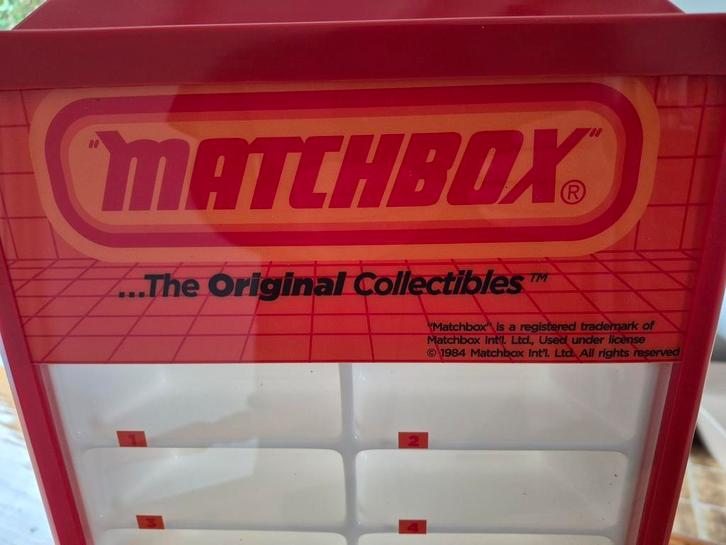 "MATCHBOX"®
...The Original Collectibles™
"Matchbox" is a registered trademark of
Matchbox Int'l. Ltd., Used under license
© 1984 Matchbox Int'l. Ltd. All rights reserved
1 2
3 4